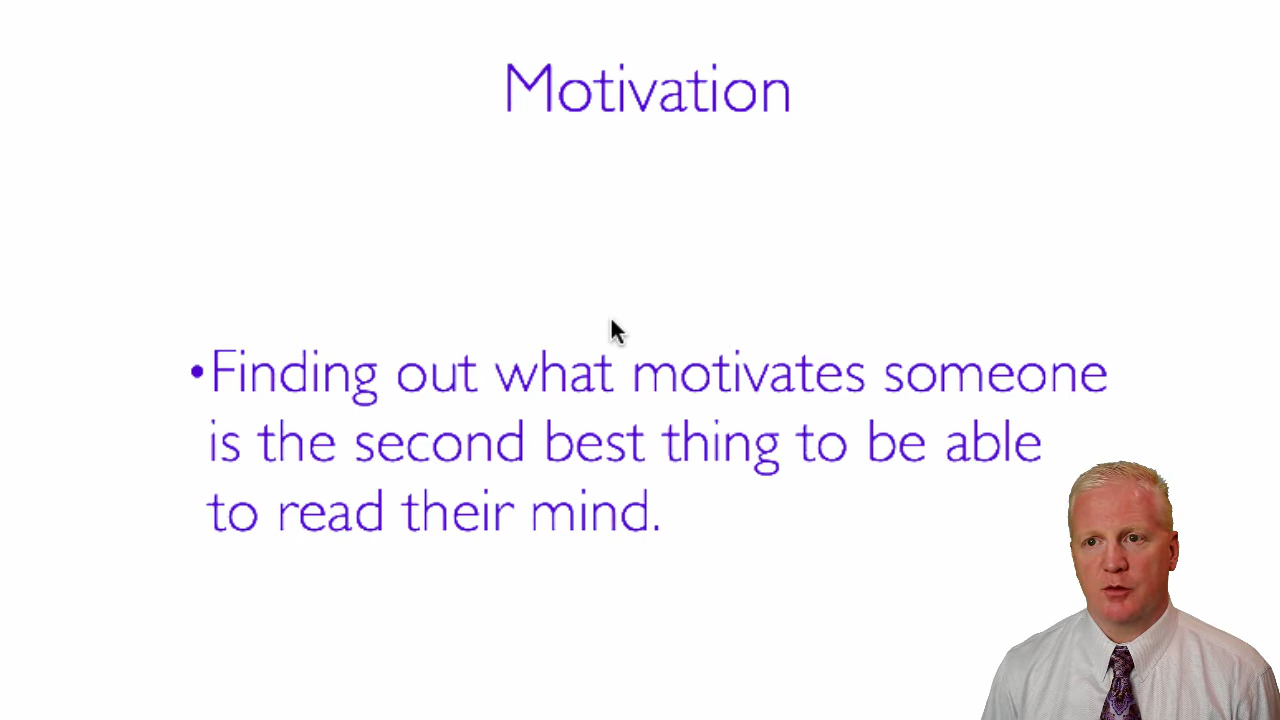 Motivation
•Finding out what motivates someone
is the second best thing to be able
to read their mind.